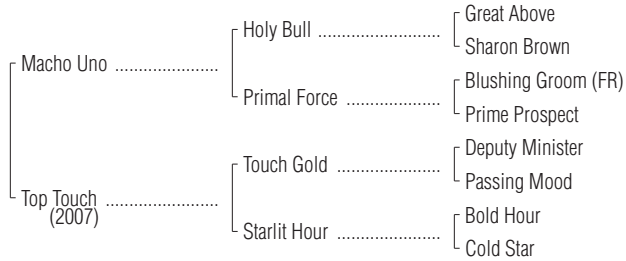 Great Above
Holy Bull ........................
Sharon Brown
Macho Uno .......................
Blushing Groom (FR)
Primal Force .....................
Prime Prospect
Deputy Minister
Touch Gold .......................
Passing Mood
Top Touch .........................
(2007)
Bold Hour
Starlit Hour .......................
Cold Star